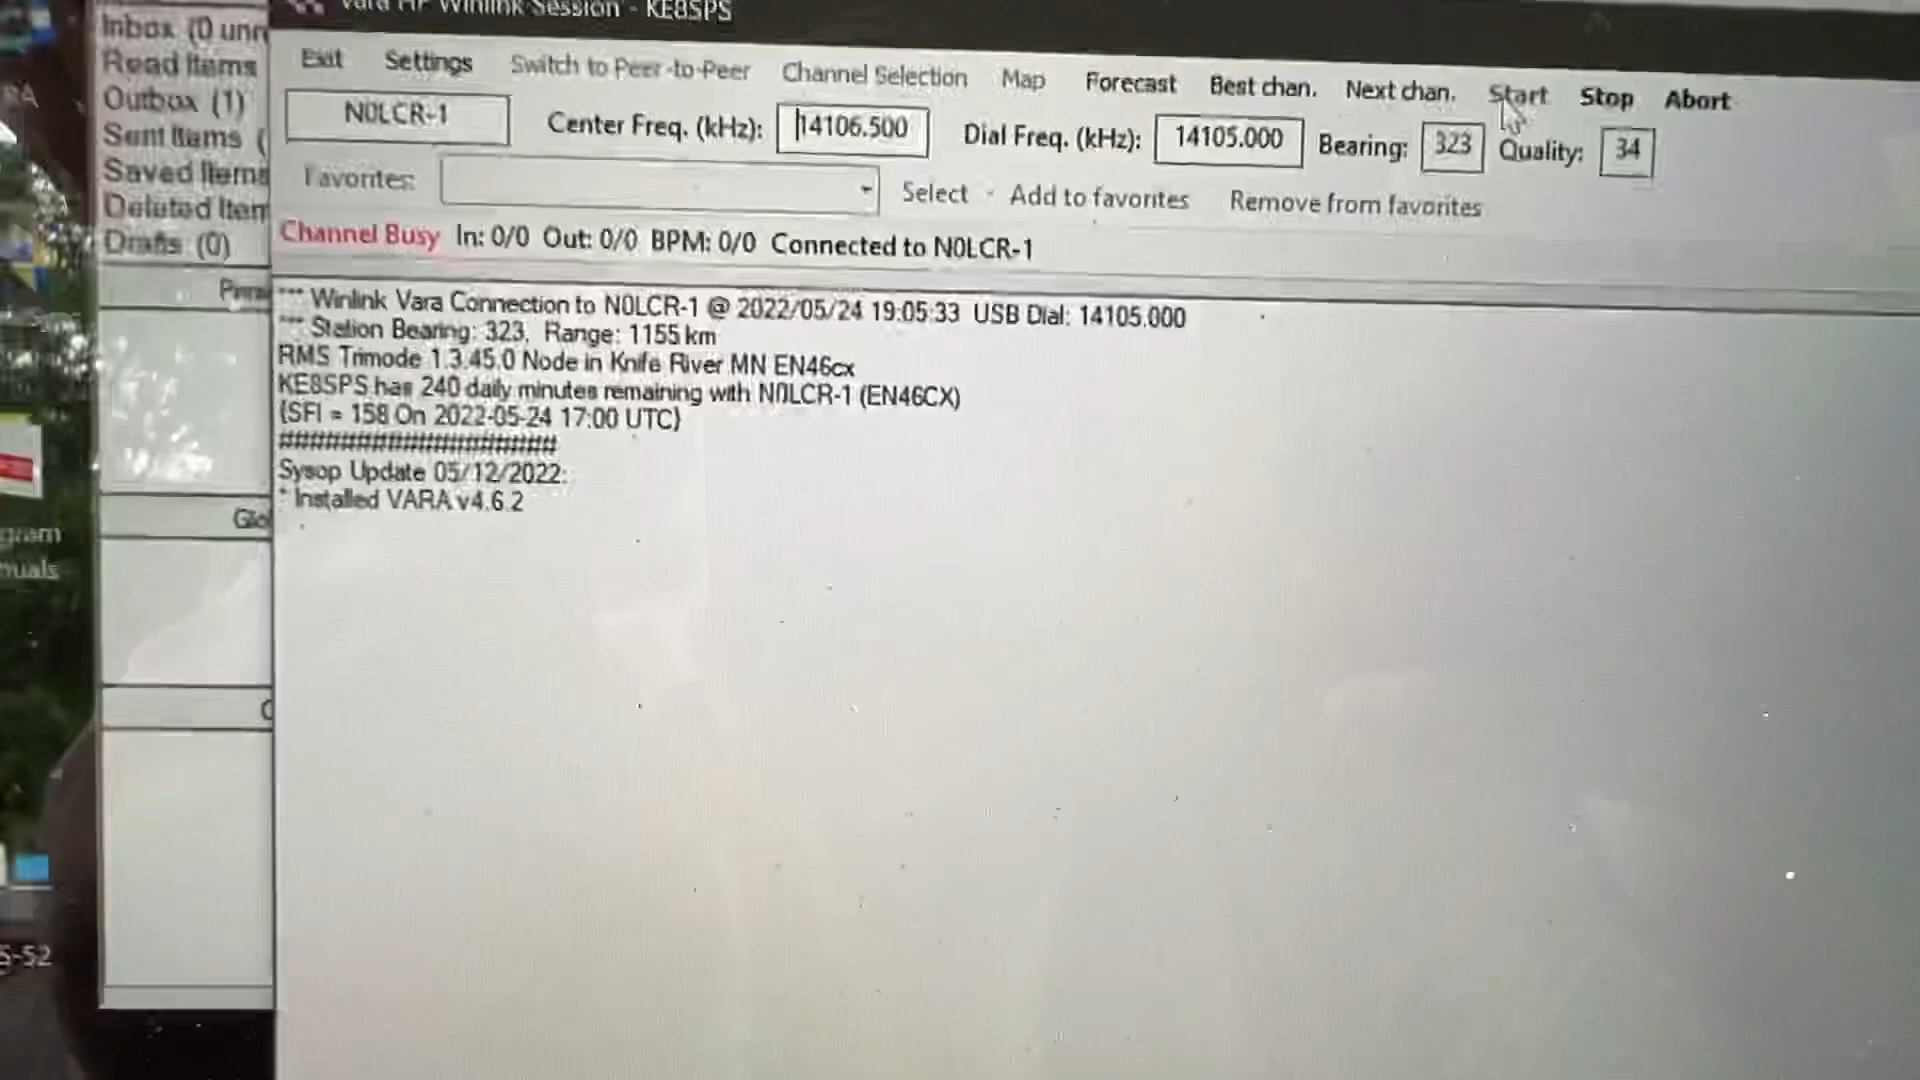 Vara HF Winlink Session - KE8SPS
Inbox (0 unre
Read Items
Outbox (1)
Sent Items (
Saved Items
Deleted Item
Drafts (0)
Exit Settings Switch to Peer-to-Peer Channel Selection Map Forecast Best chan. Next chan. Start Stop Abort
N0LCR-1 Center Freq. (kHz): 14106.500 Dial Freq. (kHz): 14105.000 Bearing: 323 Quality: 34
Favorites: Select Add to favorites Remove from favorites
Channel Busy In: 0/0 Out: 0/0 BPM: 0/0 Connected to N0LCR-1
*** Winlink Vara Connection to N0LCR-1 @ 2022/05/24 19:05:33 USB Dial: 14105.000
*** Station Bearing: 323, Range: 1155 km
RMS Trimode 1.3.45.0 Node in Knife River MN EN46cx
KE8SPS has 240 daily minutes remaining with N0LCR-1 (EN46CX)
{SFI = 158 On 2022-05-24 17:00 UTC}
#######################
Sysop Update 05/12/2022:
* Installed VARA v4.6.2
Glo
gram
nuals
S-52